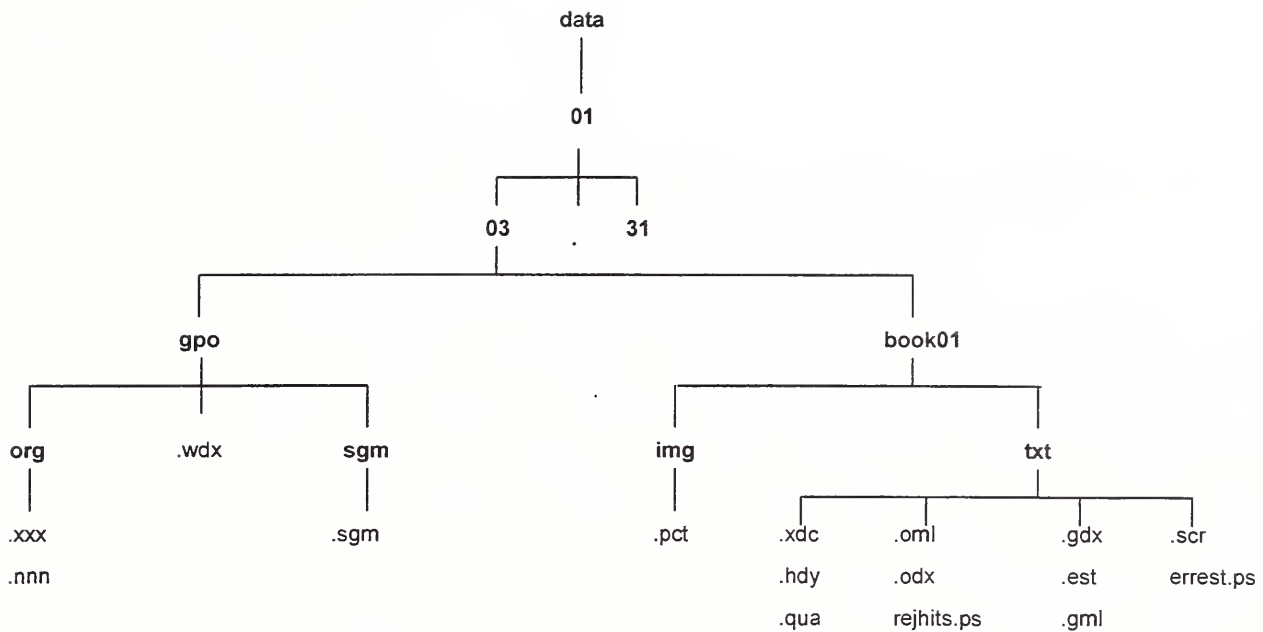 data
01
03 31
gpo book01
org .wdx sgm img txt
.xxx .sgm .pct .xdc .oml .gdx .scr
.nnn .hdy .odx .est errest.ps
.qua rejhits.ps .gml